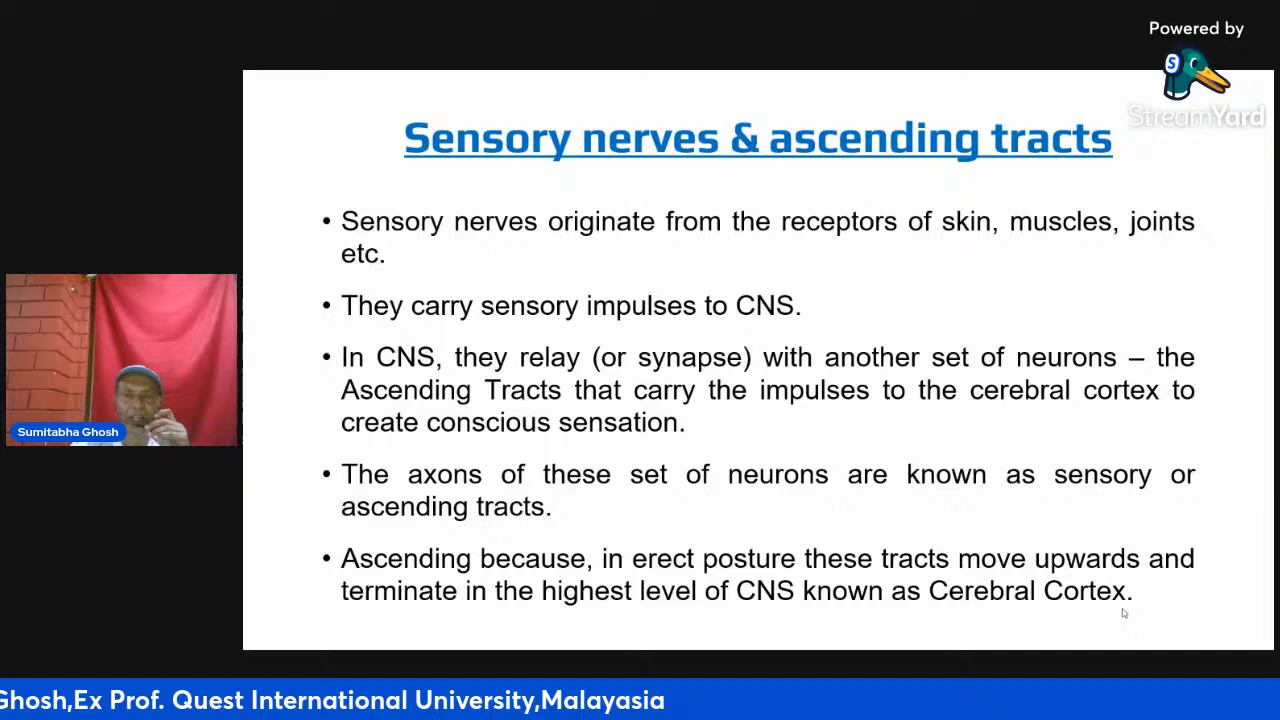 Powered by
S
StreamYard
Sensory nerves & ascending tracts
• Sensory nerves originate from the receptors of skin, muscles, joints
etc.
• They carry sensory impulses to CNS.
• In CNS, they relay (or synapse) with another set of neurons – the
Ascending Tracts that carry the impulses to the cerebral cortex to
create conscious sensation.
• The axons of these set of neurons are known as sensory or
ascending tracts.
• Ascending because, in erect posture these tracts move upwards and
terminate in the highest level of CNS known as Cerebral Cortex.
Sumitabha Ghosh
Ghosh,Ex Prof. Quest International University,Malayasia